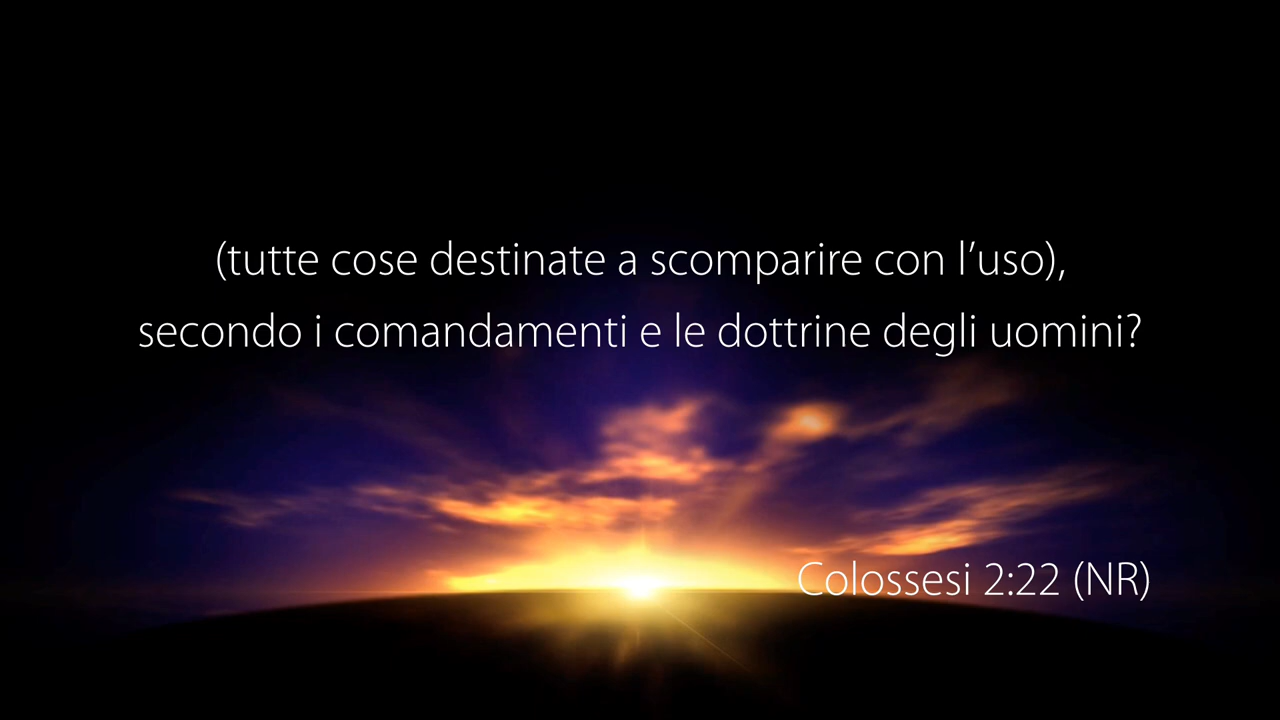 (tutte cose destinate a scomparire con l’uso),
secondo i comandamenti e le dottrine degli uomini?
Colossesi 2:22 (NR)